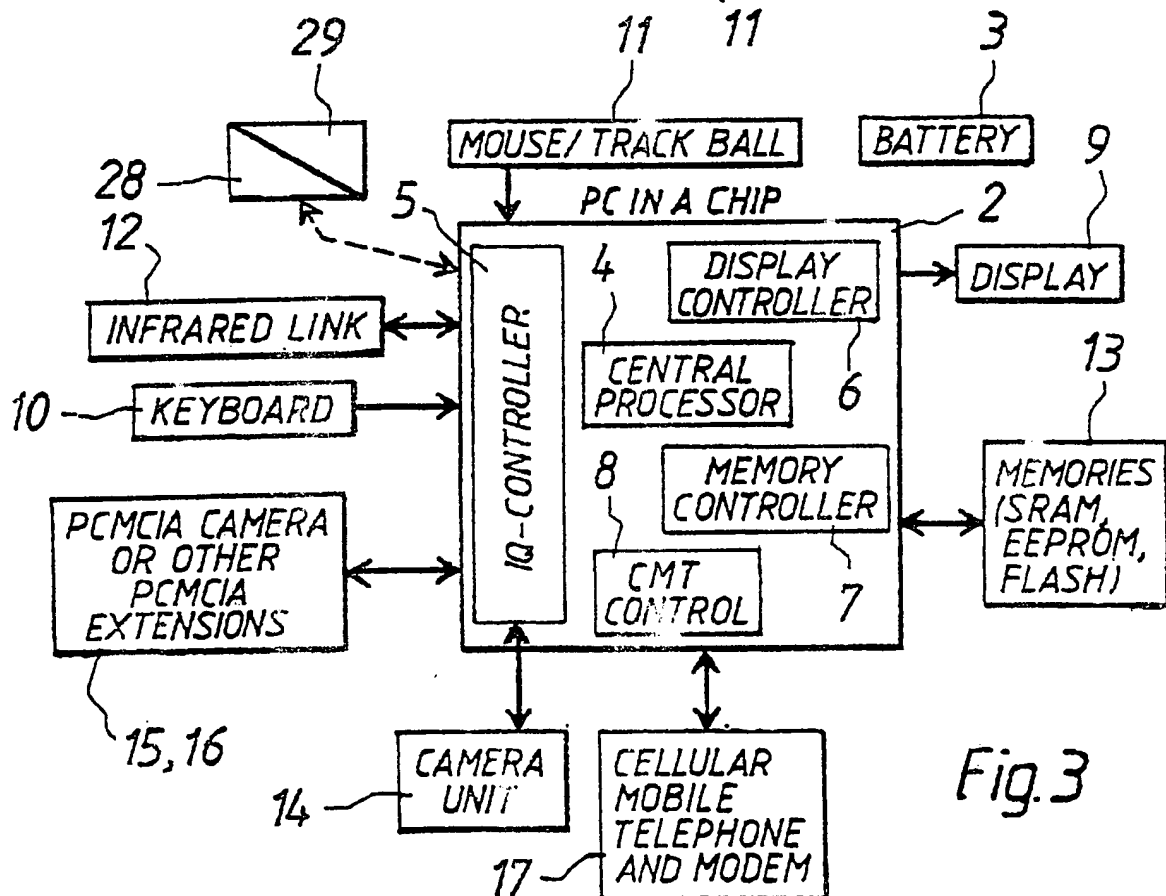 11
29
11
3
MOUSE/TRACK BALL
BATTERY
28
9
5
PC IN A CHIP
2
12
4
DISPLAY
CONTROLLER
DISPLAY
INFRARED LINK
IQ-CONTROLLER
CENTRAL
PROCESSOR
6
13
10
KEYBOARD
8
MEMORY
CONTROLLER
MEMORIES
(SRAM,
EEPROM,
FLASH)
PCMCIA CAMERA
OR OTHER
PCMCIA
EXTENSIONS
CMT
CONTROL
7
15,16
14
CAMERA
UNIT
CELLULAR
MOBILE
TELEPHONE
AND MODEM
17
Fig.3